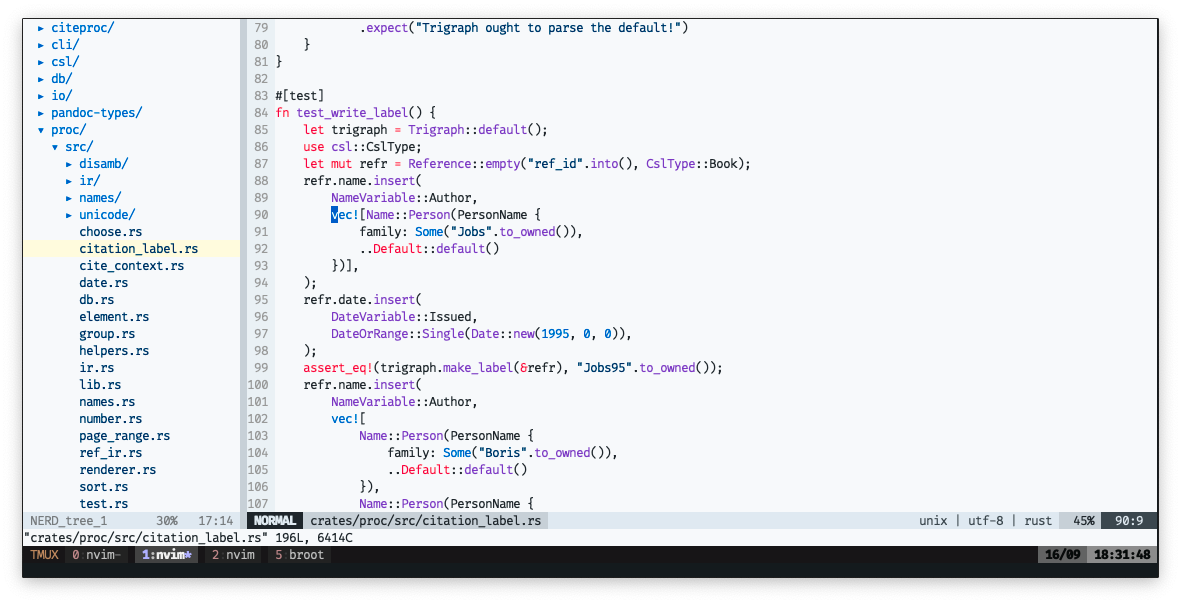 ▸ citeproc/
▸ cli/
▸ csl/
▸ db/
▸ io/
▸ pandoc-types/
▾ proc/
▾ src/
▸ disamb/
▸ ir/
▸ names/
▸ unicode/
choose.rs
citation_label.rs
cite_context.rs
date.rs
db.rs
element.rs
group.rs
helpers.rs
ir.rs
lib.rs
names.rs
number.rs
page_range.rs
ref_ir.rs
renderer.rs
sort.rs
test.rs
79             .expect("Trigraph ought to parse the default!")
80     }
81 }
82
83 #[test]
84 fn test_write_label() {
85     let trigraph = Trigraph::default();
86     use csl::CslType;
87     let mut refr = Reference::empty("ref_id".into(), CslType::Book);
88     refr.name.insert(
89         NameVariable::Author,
90         vec![Name::Person(PersonName {
91             family: Some("Jobs".to_owned()),
92             ..Default::default()
93         })],
94     );
95     refr.date.insert(
96         DateVariable::Issued,
97         DateOrRange::Single(Date::new(1995, 0, 0)),
98     );
99     assert_eq!(trigraph.make_label(&refr), "Jobs95".to_owned());
100     refr.name.insert(
101         NameVariable::Author,
102         vec![
103             Name::Person(PersonName {
104                 family: Some("Boris".to_owned()),
105                 ..Default::default()
106             }),
107             Name::Person(PersonName {
NERD_tree_1 30% 17:14 NORMAL crates/proc/src/citation_label.rs unix | utf-8 | rust 45% 90:9
"crates/proc/src/citation_label.rs" 196L, 6414C
TMUX 0:nvim- 1:nvim* 2:nvim 5:broot 16/09 18:31:48